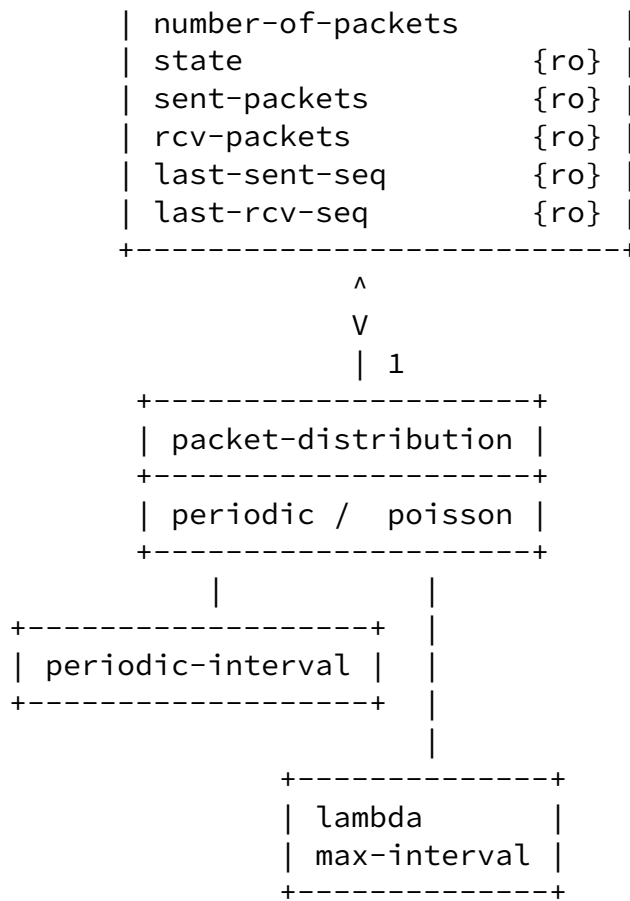 | number-of-packets         |
| state                {ro} |
| sent-packets         {ro} |
| rcv-packets          {ro} |
| last-sent-seq        {ro} |
| last-rcv-seq         {ro} |
+---------------------------+
^
V
| 1
+---------------------+
| packet-distribution |
+---------------------+
| periodic /  poisson |
+---------------------+
|           |
+-------------------+  |
| periodic-interval |  |
+-------------------+  |
|
+--------------+
| lambda       |
| max-interval |
+--------------+